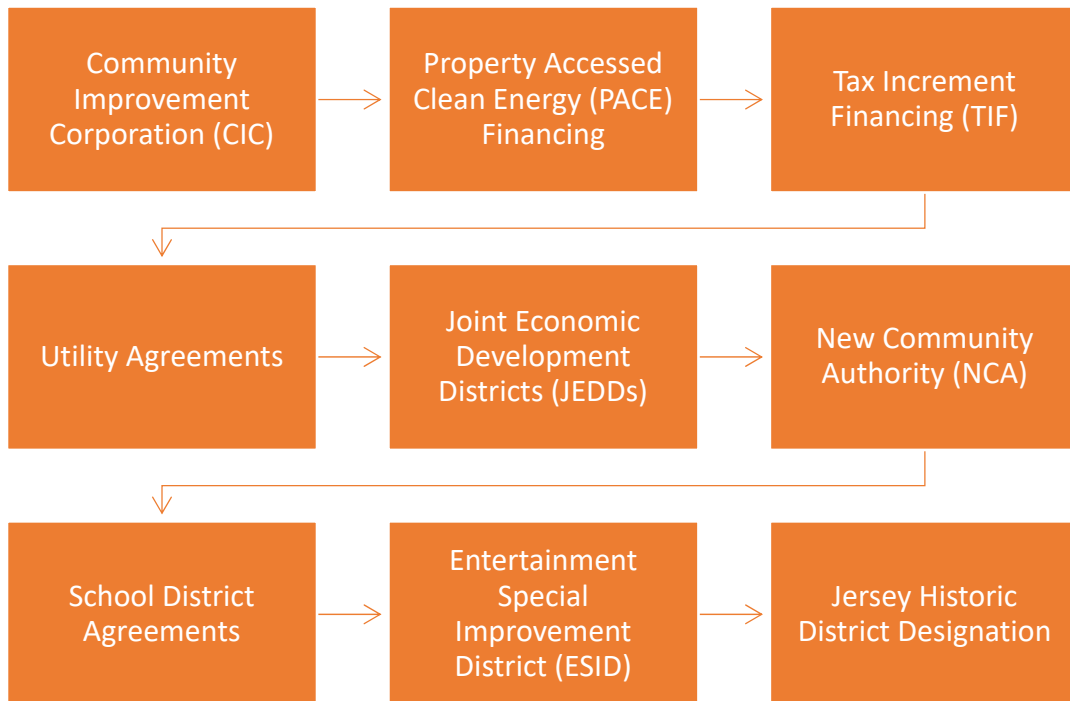 Community
Improvement
Corporation (CIC)
Property Accessed
Clean Energy (PACE)
Financing
Tax Increment
Financing (TIF)
Utility Agreements
Joint Economic
Development
Districts (JEDDs)
New Community
Authority (NCA)
School District
Agreements
Entertainment
Special
Improvement
District (ESID)
Jersey Historic
District Designation